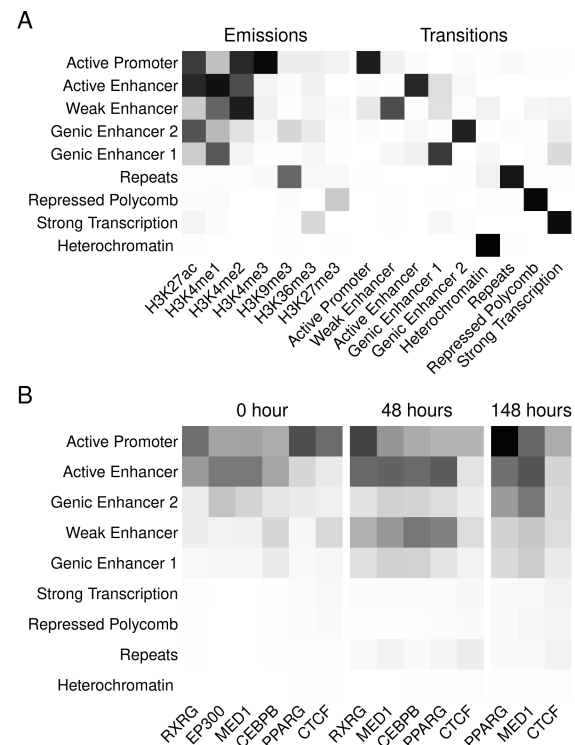 A
Emissions
Transitions
Active Promoter
Active Enhancer
Weak Enhancer
Genic Enhancer 2
Genic Enhancer 1
Repeats
Repressed Polycomb
Strong Transcription
Heterochromatin
H3K27ac
H3K4me1
H3K4me2
H3K4me3
H3K9me3
H3K36me3
H3K27me3
Active Promoter
Weak Enhancer
Active Enhancer
Genic Enhancer 1
Genic Enhancer 2
Heterochromatin
Repeats
Repressed Polycomb
Strong Transcription
B
0 hour
48 hours
148 hours
Active Promoter
Active Enhancer
Genic Enhancer 2
Weak Enhancer
Genic Enhancer 1
Strong Transcription
Repressed Polycomb
Repeats
Heterochromatin
RXRG
EP300
MED1
CEBPB
PPARG
CTCF
RXRG
MED1
CEBPB
PPARG
CTCF
PPARG
MED1
CTCF